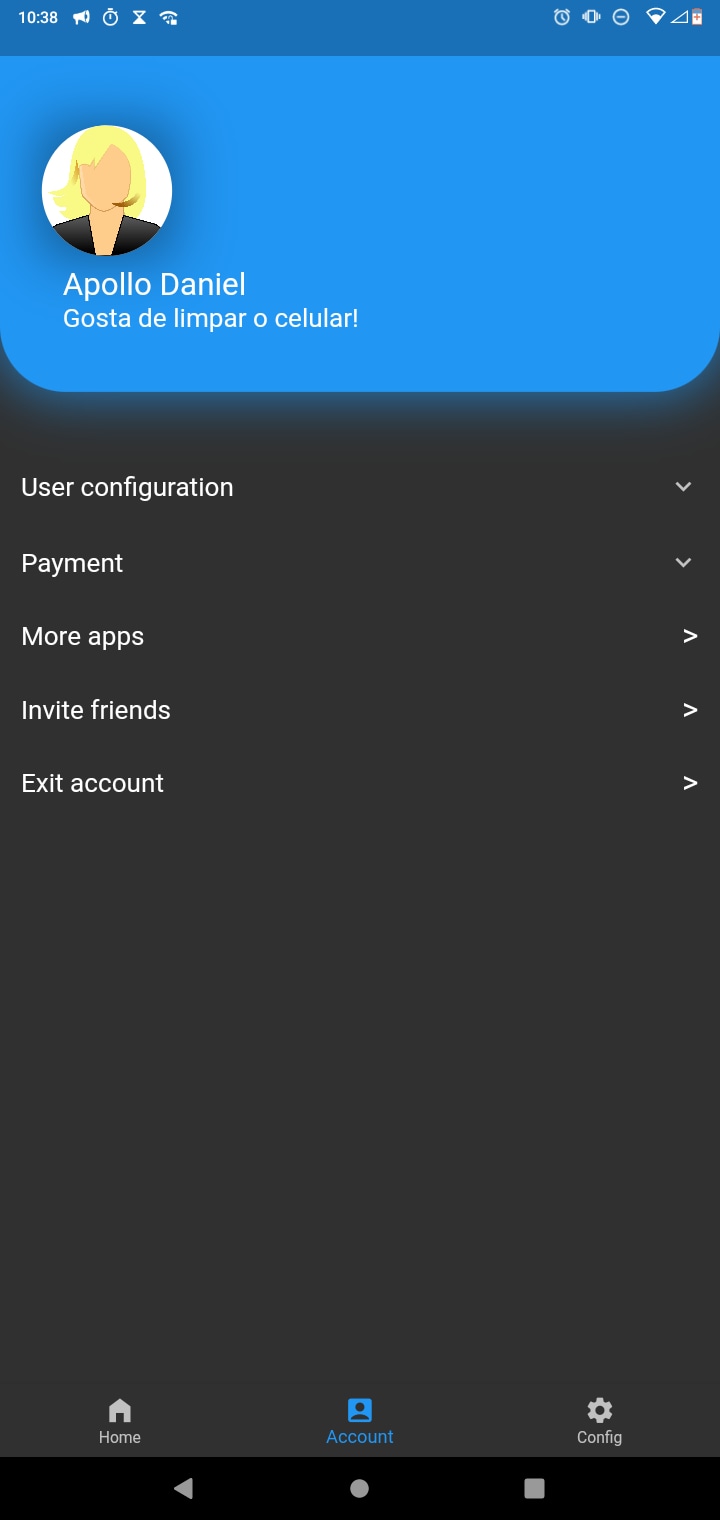 10:38
Apollo Daniel
Gosta de limpar o celular!
User configuration
Payment
More apps >
Invite friends >
Exit account >
Home Account Config